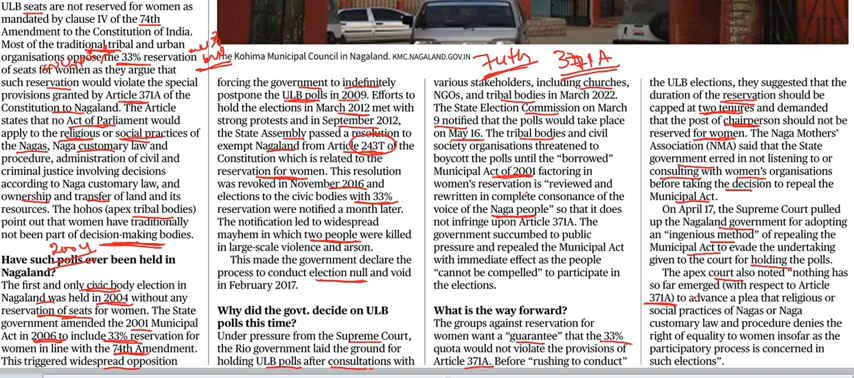 ULB seats are not reserved for women as
mandated by clause IV of the 74th
Amendment to the Constitution of India.
Most of the traditional tribal and urban
organisations oppose the 33% reservation
of seats for women as they argue that
such reservation would violate the special
provisions granted by Article 371A of the
Constitution to Nagaland. The Article
states that no Act of Parliament would
apply to the religious or social practices of
the Nagas, Naga customary law and
procedure, administration of civil and
criminal justice involving decisions
according to Naga customary law, and
ownership and transfer of land and its
resources. The hohos (apex tribal bodies)
point out that women have traditionally
not been part of decision-making bodies.
2004
Have such polls ever been held in
Nagaland?
The first and only civic body election in
Nagaland was held in 2004 without any
reservation of seats for women. The State
government amended the 2001 Municipal
Act in 2006 to include 33% reservation for
women in line with the 74th Amendment.
This triggered widespread opposition
The Kohima Municipal Council in Nagaland. KMC.NAGALAND.GOV.IN
74th 371A
forcing the government to indefinitely
postpone the ULB polls in 2009. Efforts to
hold the elections in March 2012 met with
strong protests and in September 2012,
the State Assembly passed a resolution to
exempt Nagaland from Article 243T of the
Constitution which is related to the
reservation for women. This resolution
was revoked in November 2016 and
elections to the civic bodies with 33%
reservation were notified a month later.
The notification led to widespread
mayhem in which two people were killed
in large-scale violence and arson.
This made the government declare the
process to conduct election null and void
in February 2017.
Why did the govt. decide on ULB
polls this time?
Under pressure from the Supreme Court,
the Rio government laid the ground for
holding ULB polls after consultations with
various stakeholders, including churches,
NGOs, and tribal bodies in March 2022.
The State Election Commission on March
9 notified that the polls would take place
on May 16. The tribal bodies and civil
society organisations threatened to
boycott the polls until the “borrowed”
Municipal Act of 2001 factoring in
women’s reservation is “reviewed and
rewritten in complete consonance of the
voice of the Naga people” so that it does
not infringe upon Article 371A. The
government succumbed to public
pressure and repealed the Municipal Act
with immediate effect as the people
“cannot be compelled” to participate in
the elections.
What is the way forward?
The groups against reservation for
women want a “guarantee” that the 33%
quota would not violate the provisions of
Article 371A. Before “rushing to conduct”
the ULB elections, they suggested that the
duration of the reservation should be
capped at two tenures and demanded
that the post of chairperson should not be
reserved for women. The Naga Mothers’
Association (NMA) said that the State
government erred in not listening to or
consulting with women’s organisations
before taking the decision to repeal the
Municipal Act.
On April 17, the Supreme Court pulled
up the Nagaland government for adopting
an “ingenious method” of repealing the
Municipal Act to evade the undertaking
given to the court for holding the polls.
The apex court also noted “nothing has
so far emerged (with respect to Article
371A) to advance a plea that religious or
social practices of Nagas or Naga
customary law and procedure denies the
right of equality to women insofar as the
participatory process is concerned in
such elections”.